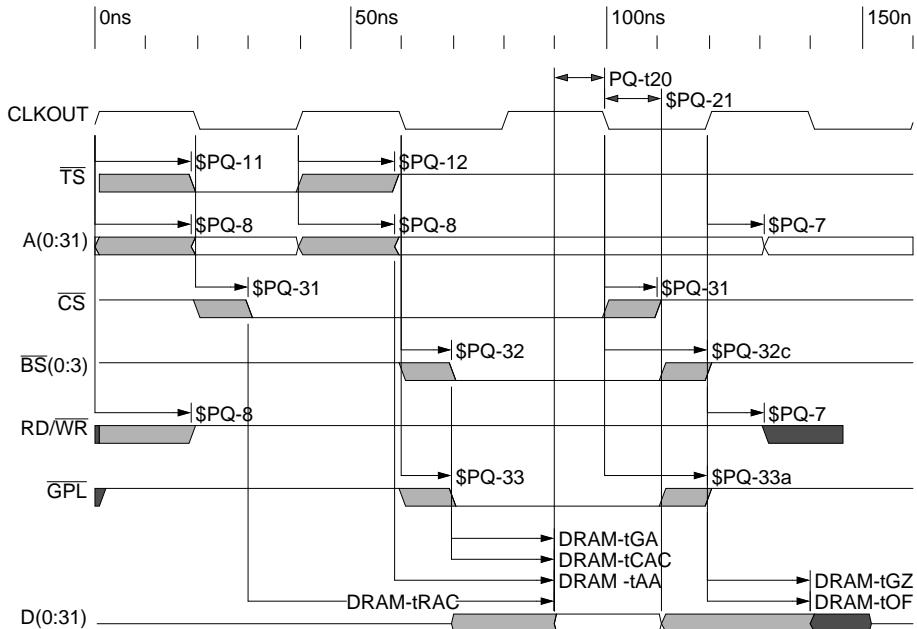 0ns 50ns 100ns 150n
PQ-t20
$PQ-21
CLKOUT
$PQ-11 $PQ-12
TS
$PQ-8 $PQ-8 $PQ-7
A(0:31)
$PQ-31 $PQ-31
CS
$PQ-32 $PQ-32c
BS(0:3)
$PQ-8 $PQ-7
RD/WR
$PQ-33 $PQ-33a
GPL
DRAM-tGA
DRAM-tCAC
DRAM -tAA DRAM-tGZ
DRAM-tRAC DRAM-tOF
D(0:31)